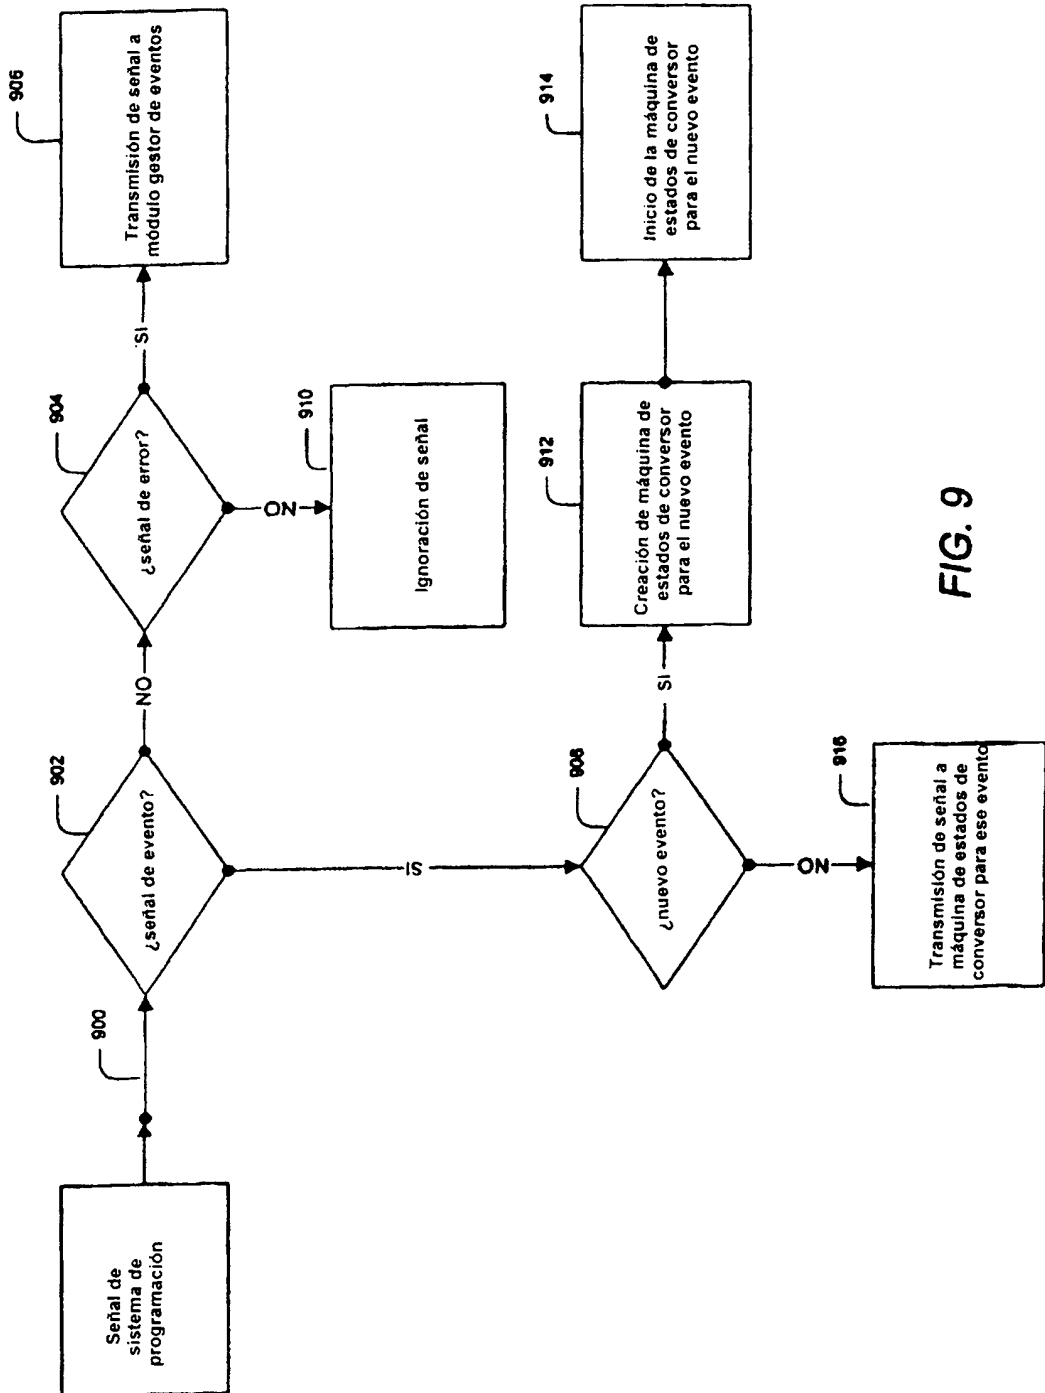 Señal de
sistema de
programación
900
902
¿señal de evento?
NO
SI
904
¿señal de error?
SI
NO
906
Transmisión de señal a
módulo gestor de eventos
910
Ignoración de señal
908
¿nuevo evento?
SI
NO
912
Creación de máquina de
estados de conversor
para el nuevo evento
914
Inicio de la máquina de
estados de conversor
para el nuevo evento
916
Transmisión de señal a
máquina de estados de
conversor para ese evento
FIG. 9